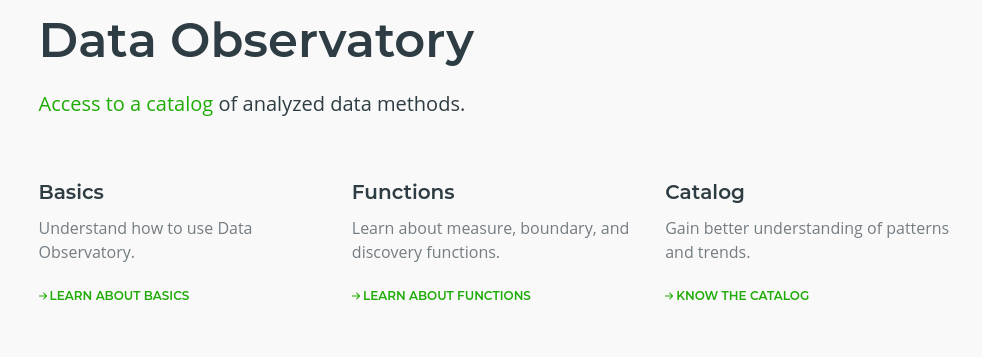 Data Observatory
Access to a catalog of analyzed data methods.
Basics
Understand how to use Data
Observatory.
→LEARN ABOUT BASICS
Functions
Learn about measure, boundary, and
discovery functions.
→LEARN ABOUT FUNCTIONS
Catalog
Gain better understanding of patterns
and trends.
→KNOW THE CATALOG